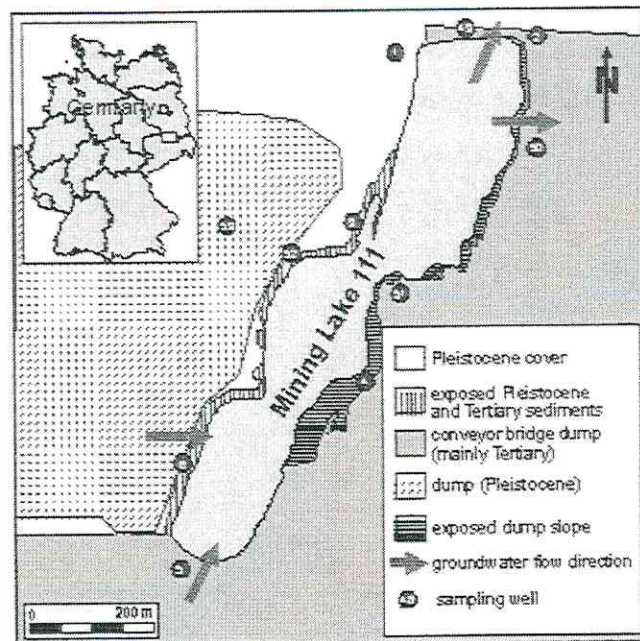 Germany
N
Mining Lake 111
Pleistocene cover
exposed Pleistocene
and Tertiary sediments
conveyor bridge dump
(mainly Tertiary)
dump (Pleistocene)
exposed dump slope
groundwater flow direction
sampling well
0 200 m